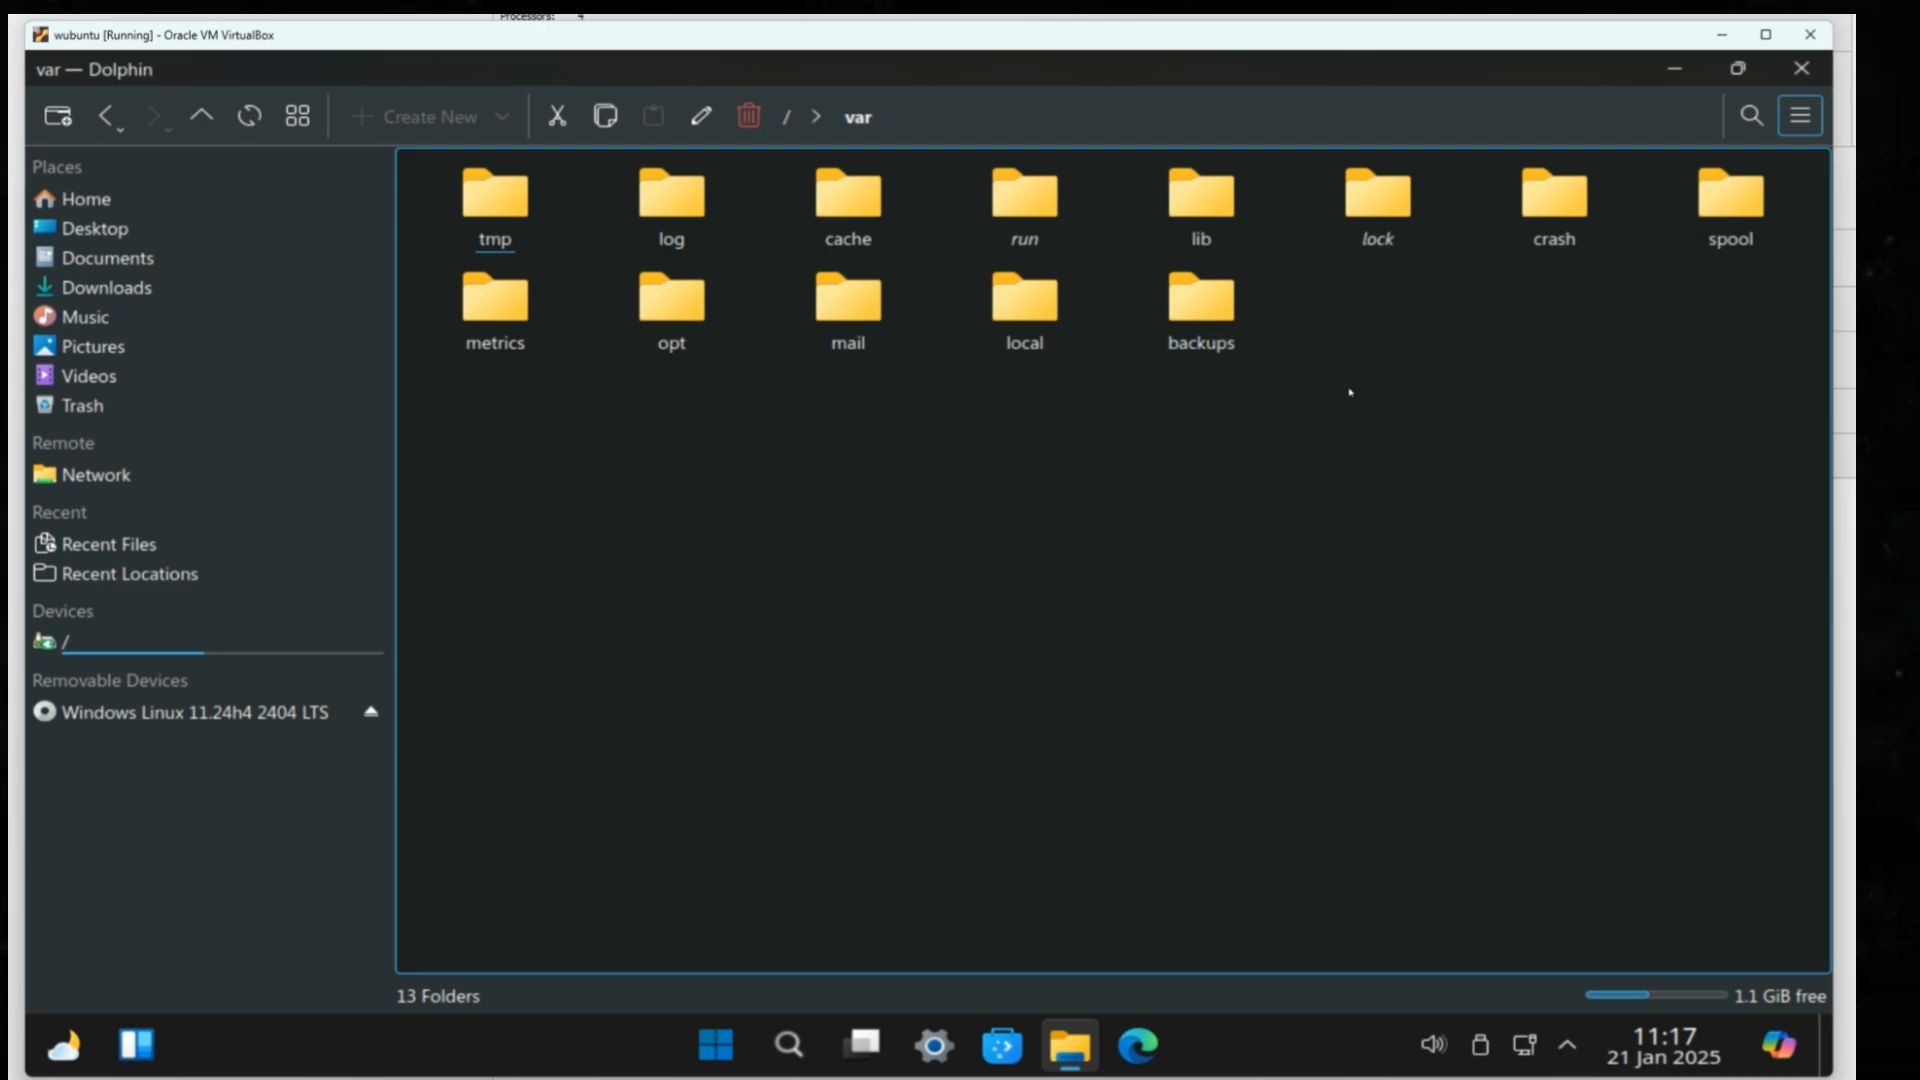 Processors: 4
wubuntu [Running] - Oracle VM VirtualBox
var — Dolphin
Create New
/ > var
Places
Home
Desktop
Documents
Downloads
Music
Pictures
Videos
Trash
Remote
Network
Recent
Recent Files
Recent Locations
Devices
/
Removable Devices
Windows Linux 11.24h4 2404 LTS
tmp log cache run lib lock crash spool
metrics opt mail local backups
13 Folders
1.1 GiB free
11:17
21 Jan 2025